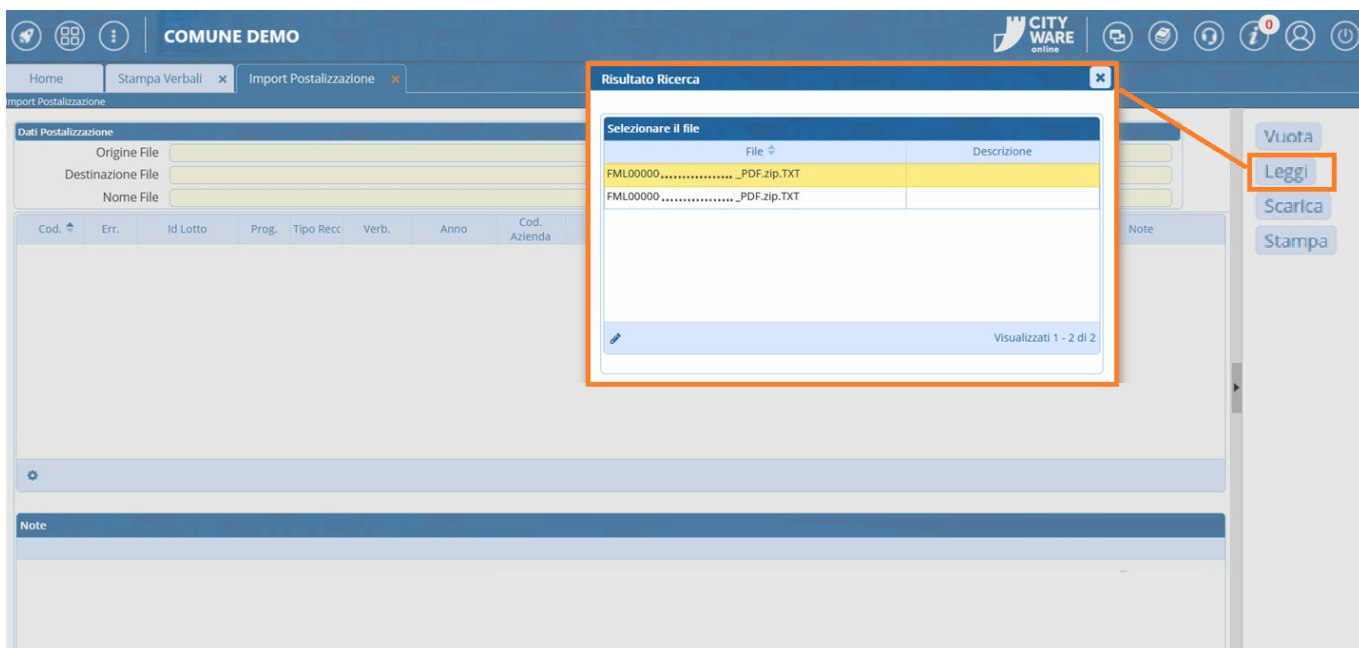 COMUNE DEMO
CITY
WARE
online
0
Home
Stampa Verbali
Import Postalizzazione
Import Postalizzazione
Dati Postalizzazione
Origine File
Destinazione File
Nome File
Cod. Err. Id Lotto Prog. Tipo Recc Verb. Anno Cod. Azienda Note
Risultato Ricerca
Selezionare il file
File Descrizione
FML00000................._PDF.zip.TXT
FML00000................._PDF.zip.TXT
Visualizzati 1 - 2 di 2
Vuota
Leggi
Scarica
Stampa
Note